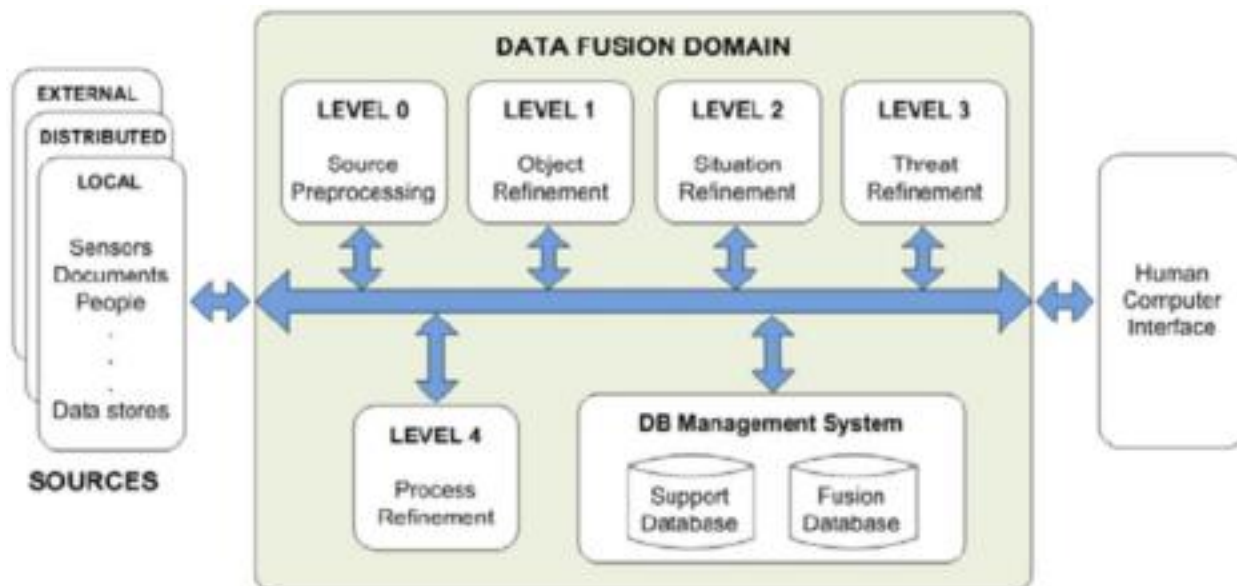 DATA FUSION DOMAIN
EXTERNAL
DISTRIBUTED
LOCAL
Sensors
Documents
People
.
.
.
Data stores
SOURCES
LEVEL 0
Source
Preprocessing
LEVEL 1
Object
Refinement
LEVEL 2
Situation
Refinement
LEVEL 3
Threat
Refinement
LEVEL 4
Process
Refinement
DB Management System
Support
Database
Fusion
Database
Human
Computer
Interface